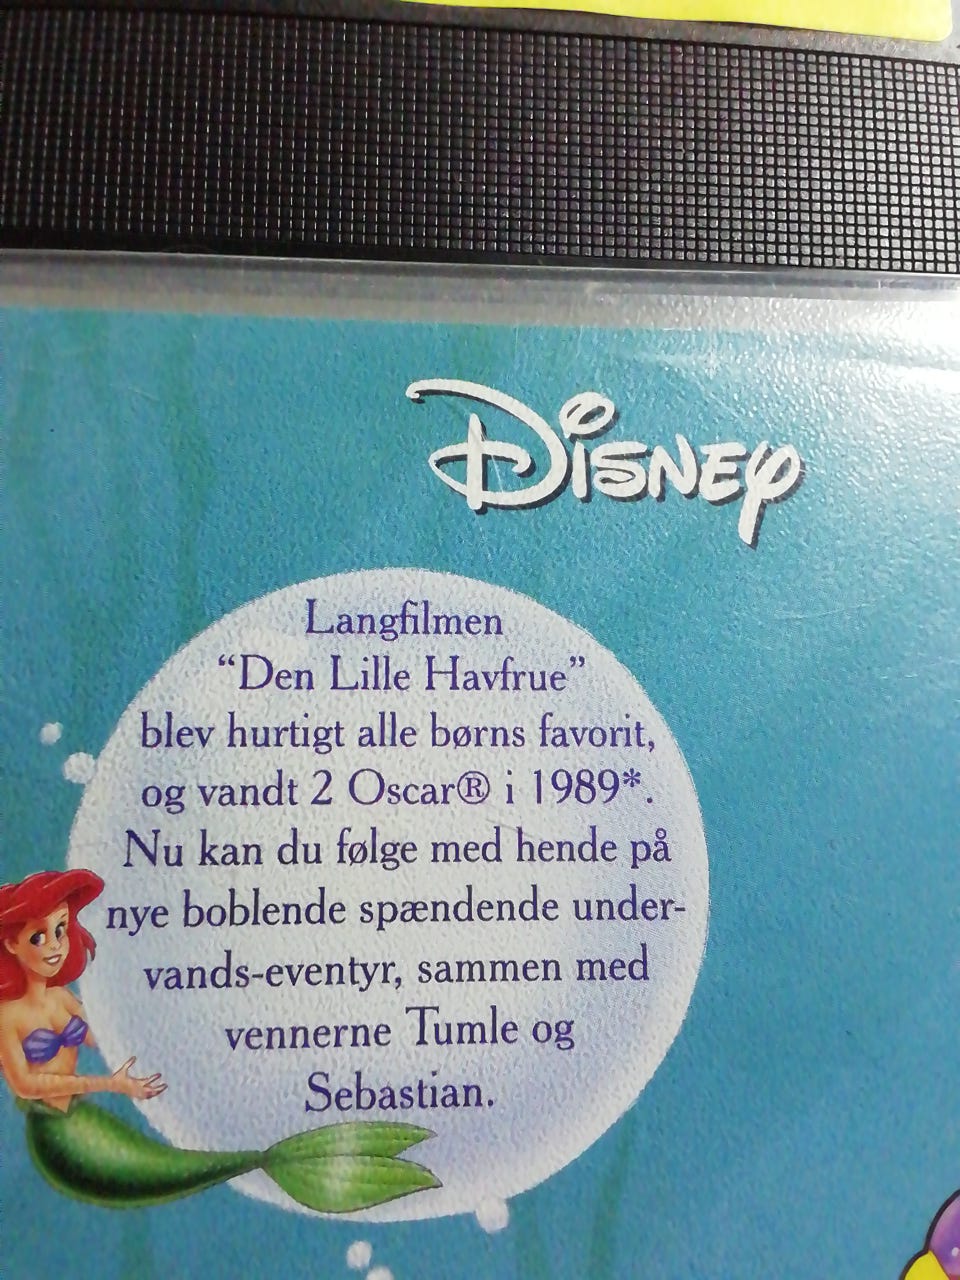 Disney
Langfilmen
“Den Lille Havfrue”
blev hurtigt alle børns favorit,
og vandt 2 Oscar® i 1989*.
Nu kan du følge med hende på
nye boblende spændende under-
vands-eventyr, sammen med
vennerne Tumle og
Sebastian.